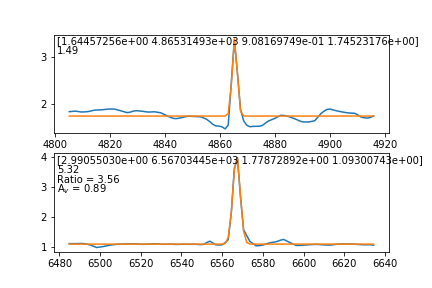 [1.64457256e+00 4.86531493e+03 9.08169749e-01 1.74523176e+00]
1.49
3
2
4800 4820 4840 4860 4880 4900 4920
[2.99055030e+00 6.56703445e+03 1.77872892e+00 1.09300743e+00]
4
5.32
Ratio = 3.56
3
Av = 0.89
2
1
6480 6500 6520 6540 6560 6580 6600 6620 6640